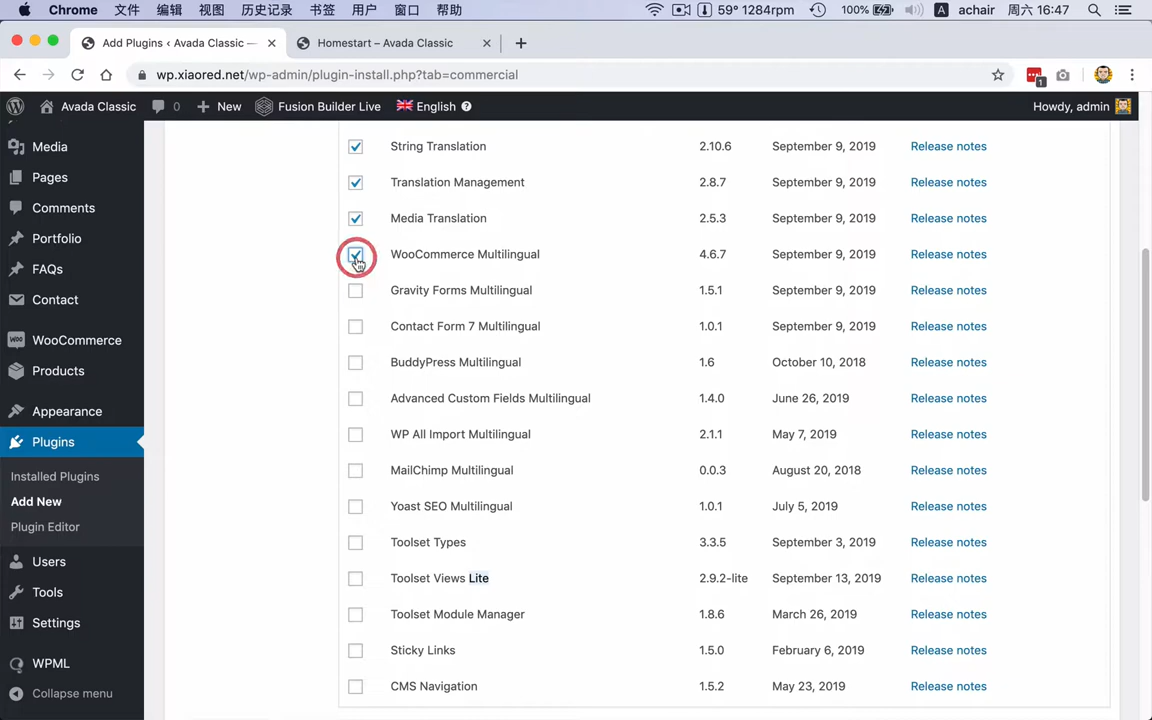 Chrome 文件 编辑 视图 历史记录 书签 用户 窗口 帮助 59° 1284rpm 100% A achair 周六 16:47
Add Plugins ‹ Avada Classic — Homestart – Avada Classic
wp.xiaored.net/wp-admin/plugin-install.php?tab=commercial 1
Avada Classic 0 New Fusion Builder Live English Howdy, admin
Media
Pages
Comments
Portfolio
FAQs
Contact
WooCommerce
Products
Appearance
Plugins
Installed Plugins
Add New
Plugin Editor
Users
Tools
Settings
WPML
Collapse menu
String Translation 2.10.6 September 9, 2019 Release notes
Translation Management 2.8.7 September 9, 2019 Release notes
Media Translation 2.5.3 September 9, 2019 Release notes
WooCommerce Multilingual 4.6.7 September 9, 2019 Release notes
Gravity Forms Multilingual 1.5.1 September 9, 2019 Release notes
Contact Form 7 Multilingual 1.0.1 September 9, 2019 Release notes
BuddyPress Multilingual 1.6 October 10, 2018 Release notes
Advanced Custom Fields Multilingual 1.4.0 June 26, 2019 Release notes
WP All Import Multilingual 2.1.1 May 7, 2019 Release notes
MailChimp Multilingual 0.0.3 August 20, 2018 Release notes
Yoast SEO Multilingual 1.0.1 July 5, 2019 Release notes
Toolset Types 3.3.5 September 3, 2019 Release notes
Toolset Views Lite 2.9.2-lite September 13, 2019 Release notes
Toolset Module Manager 1.8.6 March 26, 2019 Release notes
Sticky Links 1.5.0 February 6, 2019 Release notes
CMS Navigation 1.5.2 May 23, 2019 Release notes